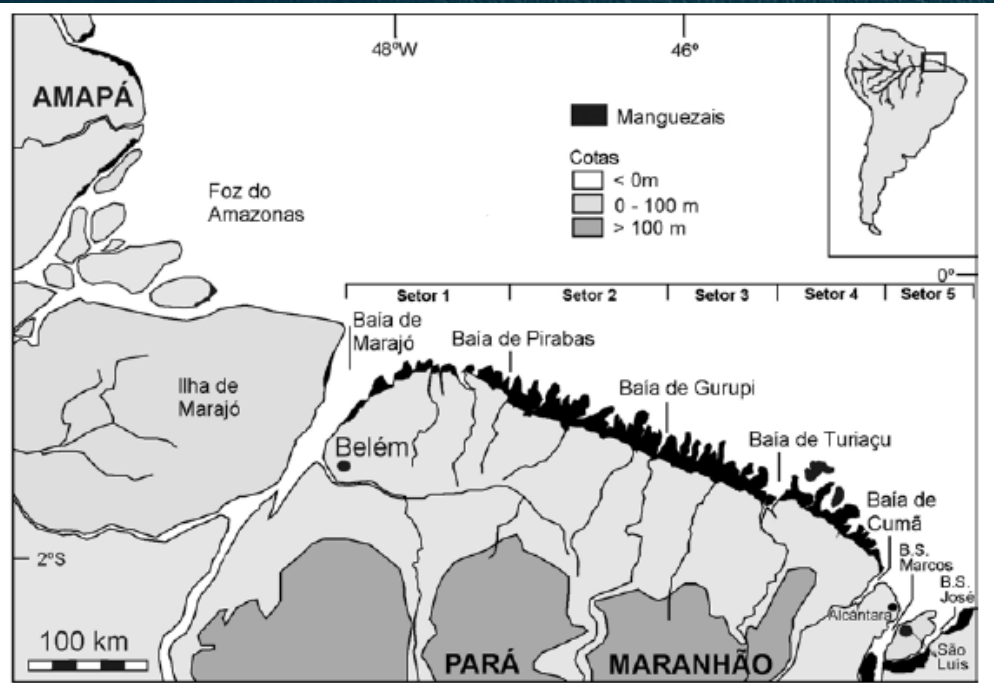 48ºW
46º
AMAPÁ
Manguezais
Cotas
< 0m
0 - 100 m
> 100 m
Foz do
Amazonas
0º
Setor 1
Setor 2
Setor 3
Setor 4
Setor 5
Baía de
Marajó
Baía de Pirabas
Ilha de
Marajó
Baía de Gurupi
Belém
Baía de Turiaçu
Baía de
Cumã
B.S.
Marcos
B.S.
José
2ºS
Alcântara
100 km
PARÁ
MARANHÃO
São
Luis